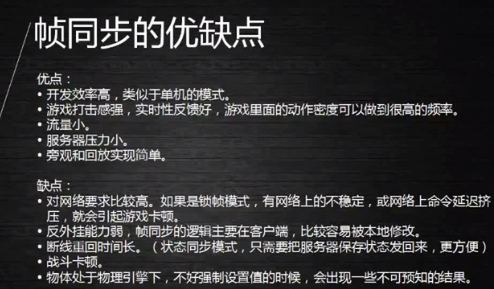 帧同步的优缺点
优点：
• 开发效率高，类似于单机的模式。
• 游戏打击感强，实时性反馈好，游戏里面的动作密度可以做到很高的频率。
• 流量小。
• 服务器压力小。
• 旁观和回放实现简单。
缺点：
• 对网络要求比较高。如果是锁帧模式，有网络上的不稳定，或网络上命令延迟挤
压，就会引起游戏卡顿。
• 反外挂能力弱，帧同步的逻辑主要在客户端，比较容易被本地修改。
• 断线重回时间长。（状态同步模式，只需要把服务器保存状态发回来，更方便）
• 战斗卡顿。
• 物体处于物理引擎下，不好强制设置值的时候，会出现一些不可预知的结果。